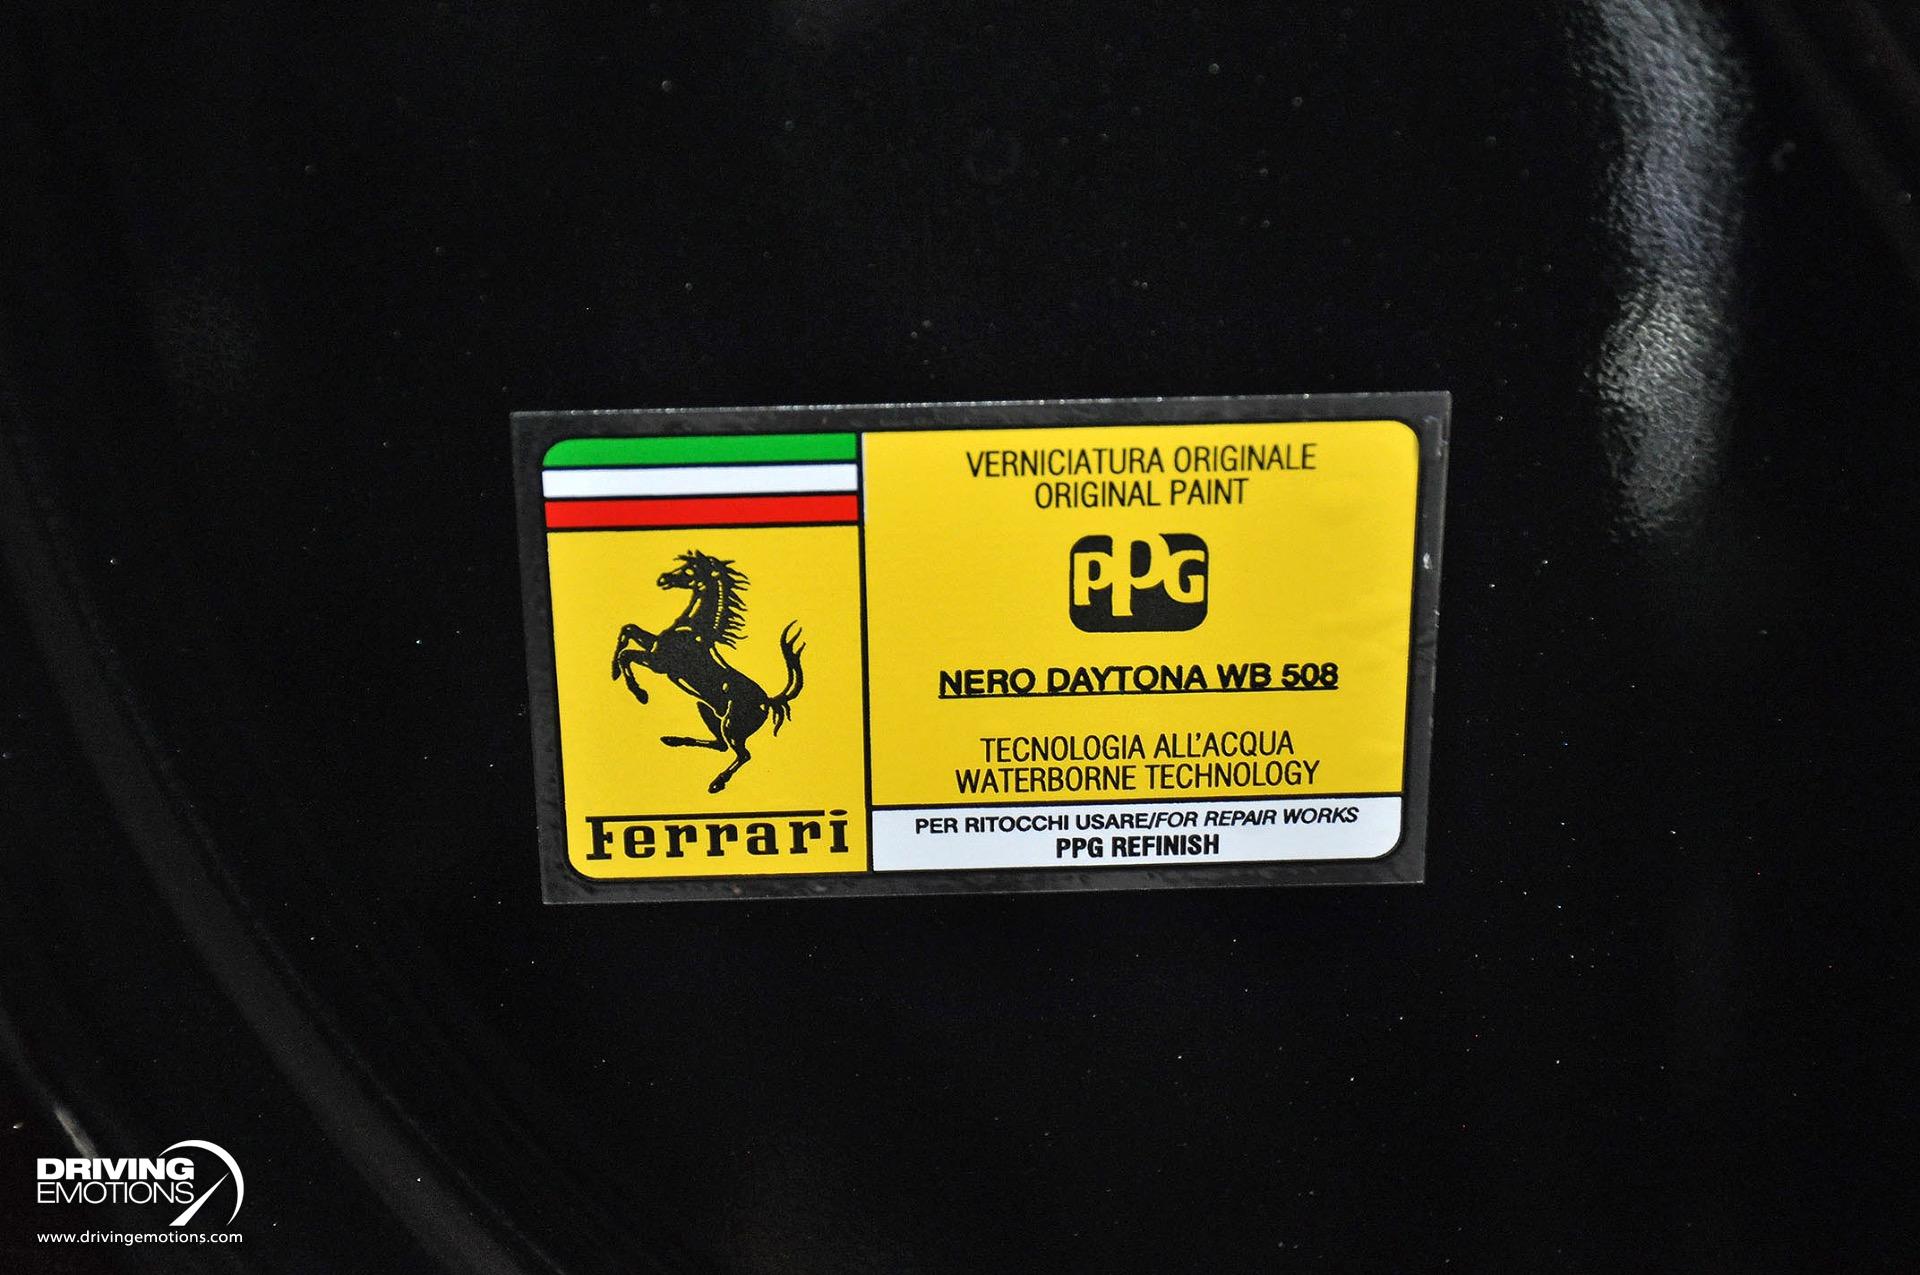 VERNICIATURA ORIGINALE
ORIGINAL PAINT
PPG
NERO DAYTONA WB 508
TECNOLOGIA ALL'ACQUA
WATERBORNE TECHNOLOGY
Ferrari
PER RITOCCHI USARE/FOR REPAIR WORKS
PPG REFINISH
DRIVING
EMOTIONS
www.drivingemotions.com